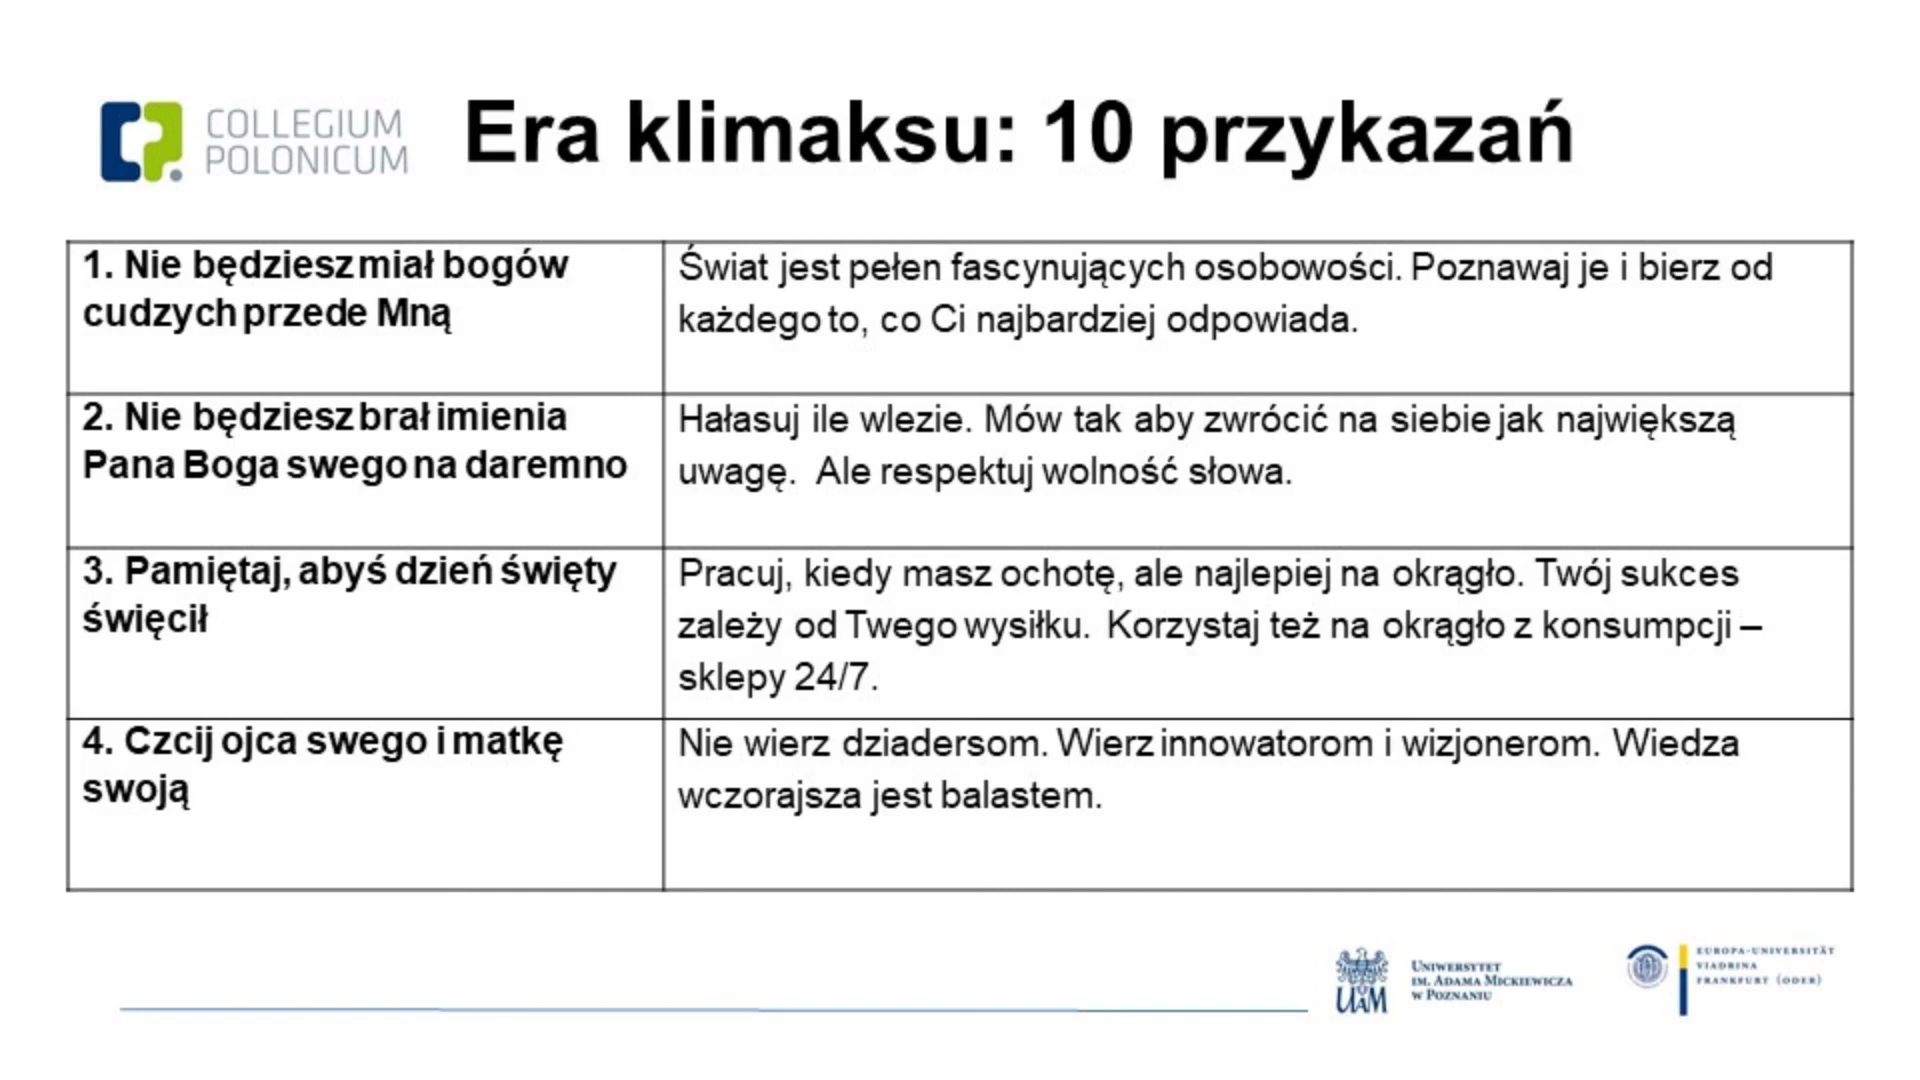 COLLEGIUM
POLONICUM
Era klimaksu: 10 przykazań
1. Nie będziesz miał bogów
cudzych przede Mną
Świat jest pełen fascynujących osobowości. Poznawaj je i bierz od
każdego to, co Ci najbardziej odpowiada.
2. Nie będziesz brał imienia
Pana Boga swego na daremno
Hałasuj ile wlezie. Mów tak aby zwrócić na siebie jak największą
uwagę. Ale respektuj wolność słowa.
3. Pamiętaj, abyś dzień święty
święcił
Pracuj, kiedy masz ochotę, ale najlepiej na okrągło. Twój sukces
zależy od Twego wysiłku. Korzystaj też na okrągło z konsumpcji –
sklepy 24/7.
4. Czcij ojca swego i matkę
swoją
Nie wierz dziadersom. Wierz innowatorom i wizjonerom. Wiedza
wczorajsza jest balastem.
UAM
UNIWERSYTET
IM. ADAMA MICKIEWICZA
W POZNANIU
EUROPA-UNIVERSITÄT
VIADRINA
FRANKFURT (ODER)